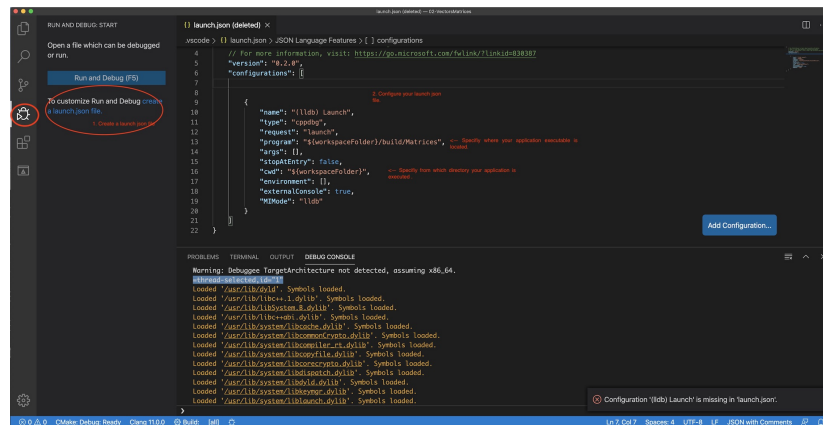 launch.json (deleted) — 02-VectorsMatrices
RUN AND DEBUG: START
Open a file which can be debugged
or run.
Run and Debug (F5)
To customize Run and Debug create
a launch.json file.
1. Create a launch.json file
{} launch.json (deleted) ×
.vscode > {} launch.json > JSON Language Features > [ ] configurations
4 // For more information, visit: https://go.microsoft.com/fwlink/?linkid=830387
5 "version": "0.2.0",
6 "configurations": [
7
8
2. Configure your launch.json
file.
9 {
10 "name": "(lldb) Launch",
11 "type": "cppdbg",
12 "request": "launch",
13 "program": "${workspaceFolder}/build/Matrices", <-- Specify where your application executable is
located.
14 "args": [],
15 "stopAtEntry": false,
16 "cwd": "${workspaceFolder}", <-- Specify from which directory your application is
executed.
17 "environment": [],
18 "externalConsole": true,
19 "MIMode": "lldb"
20 }
21 ]
22 }
Add Configuration...
PROBLEMS TERMINAL OUTPUT DEBUG CONSOLE
Warning: Debuggee TargetArchitecture not detected, assuming x86_64.
=thread-selected,id="1"
Loaded '/usr/lib/dyld'. Symbols loaded.
Loaded '/usr/lib/libc++.1.dylib'. Symbols loaded.
Loaded '/usr/lib/libSystem.B.dylib'. Symbols loaded.
Loaded '/usr/lib/libc++abi.dylib'. Symbols loaded.
Loaded '/usr/lib/system/libcache.dylib'. Symbols loaded.
Loaded '/usr/lib/system/libcommonCrypto.dylib'. Symbols loaded.
Loaded '/usr/lib/system/libcompiler_rt.dylib'. Symbols loaded.
Loaded '/usr/lib/system/libcopyfile.dylib'. Symbols loaded.
Loaded '/usr/lib/system/libcorecrypto.dylib'. Symbols loaded.
Loaded '/usr/lib/system/libdispatch.dylib'. Symbols loaded.
Loaded '/usr/lib/system/libdyld.dylib'. Symbols loaded.
Loaded '/usr/lib/system/libkeymgr.dylib'. Symbols loaded.
Loaded '/usr/lib/system/liblaunch.dylib'. Symbols loaded.
Configuration '(lldb) Launch' is missing in 'launch.json'.
0 0 CMake: Debug: Ready Clang 11.0.0 Build: [all] Ln 7, Col 7 Spaces: 4 UTF-8 LF JSON with Comments